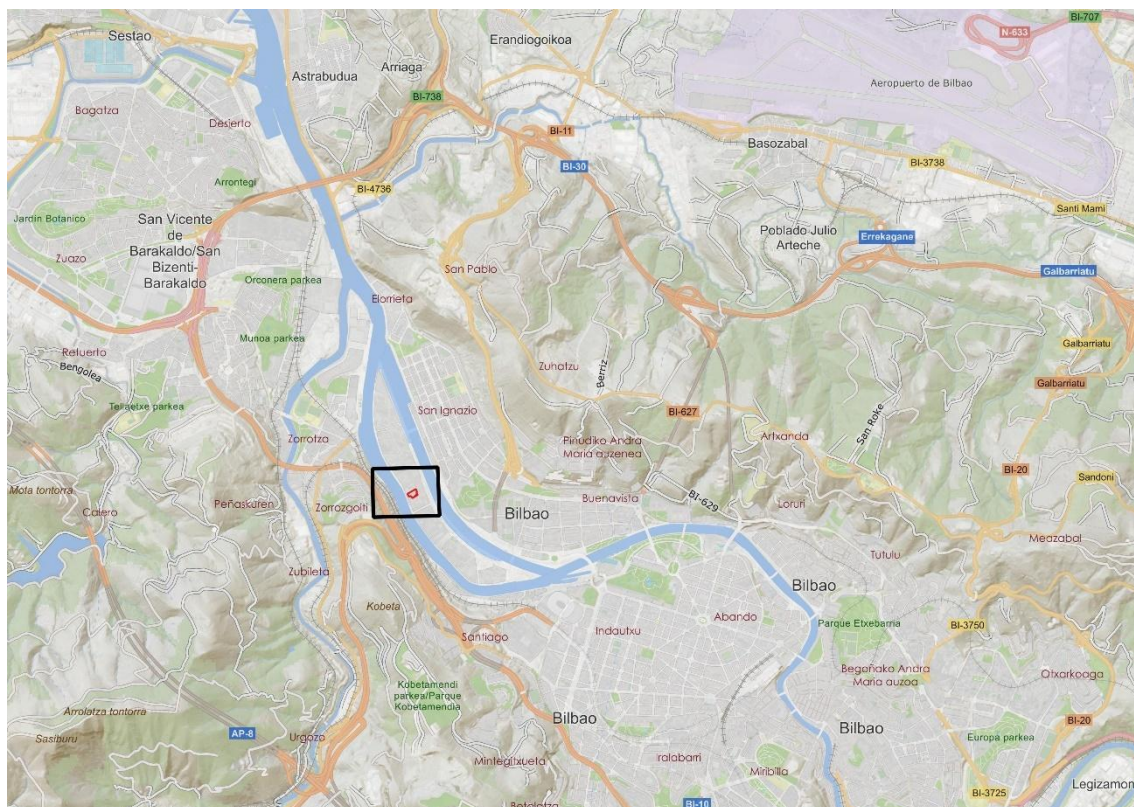 Sestao
Erandiogoikoa
N-633
BI-707
Astrabudua
Arriaga
Aeropuerto de Bilbao
BI-738
Bagatza
Desierto
BI-11
Basozabal
BI-3738
BI-30
Arrontegi
BI-4736
Santi Mami
Jardin Botanico
San Vicente
de
Barakaldo/San
Bizenti-
Barakaldo
Poblado Julio
Arteche
Errekagane
Zuazo
San Pablo
Galbarriatu
Orconera parkea
Elorrieta
Munoa parkea
Retuerto
Bengolea
Zuhatzu
Berriz
Galbarriatu
Galbarriatu
Tellaetxe parkea
San Ignazio
BI-627
San Roke
Zorrotza
Artxanda
Pinudiko Andra
Maria auzenea
BI-20
Sandoni
Mota tontorra
Peñaskuren
Zorrozgoiti
Buenavista
BI-629
Loruri
Calero
Bilbao
Meazabal
Tutulu
Zubileta
Kobeta
Bilbao
Santiago
Indautxu
Abando
Parque Etxebarria
BI-3750
Begoñako Andra
Maria auzoa
Otxarkoaga
Kobetamendi
parkea/Parque
Kobetamendia
Arrolatza tontorra
Bilbao
Bilbao
BI-20
AP-8
Sasiburu
Urgozo
Mintegitxueta
Iralabarri
Miribilla
Europa parkea
Legizamon
BI-10
BI-3725